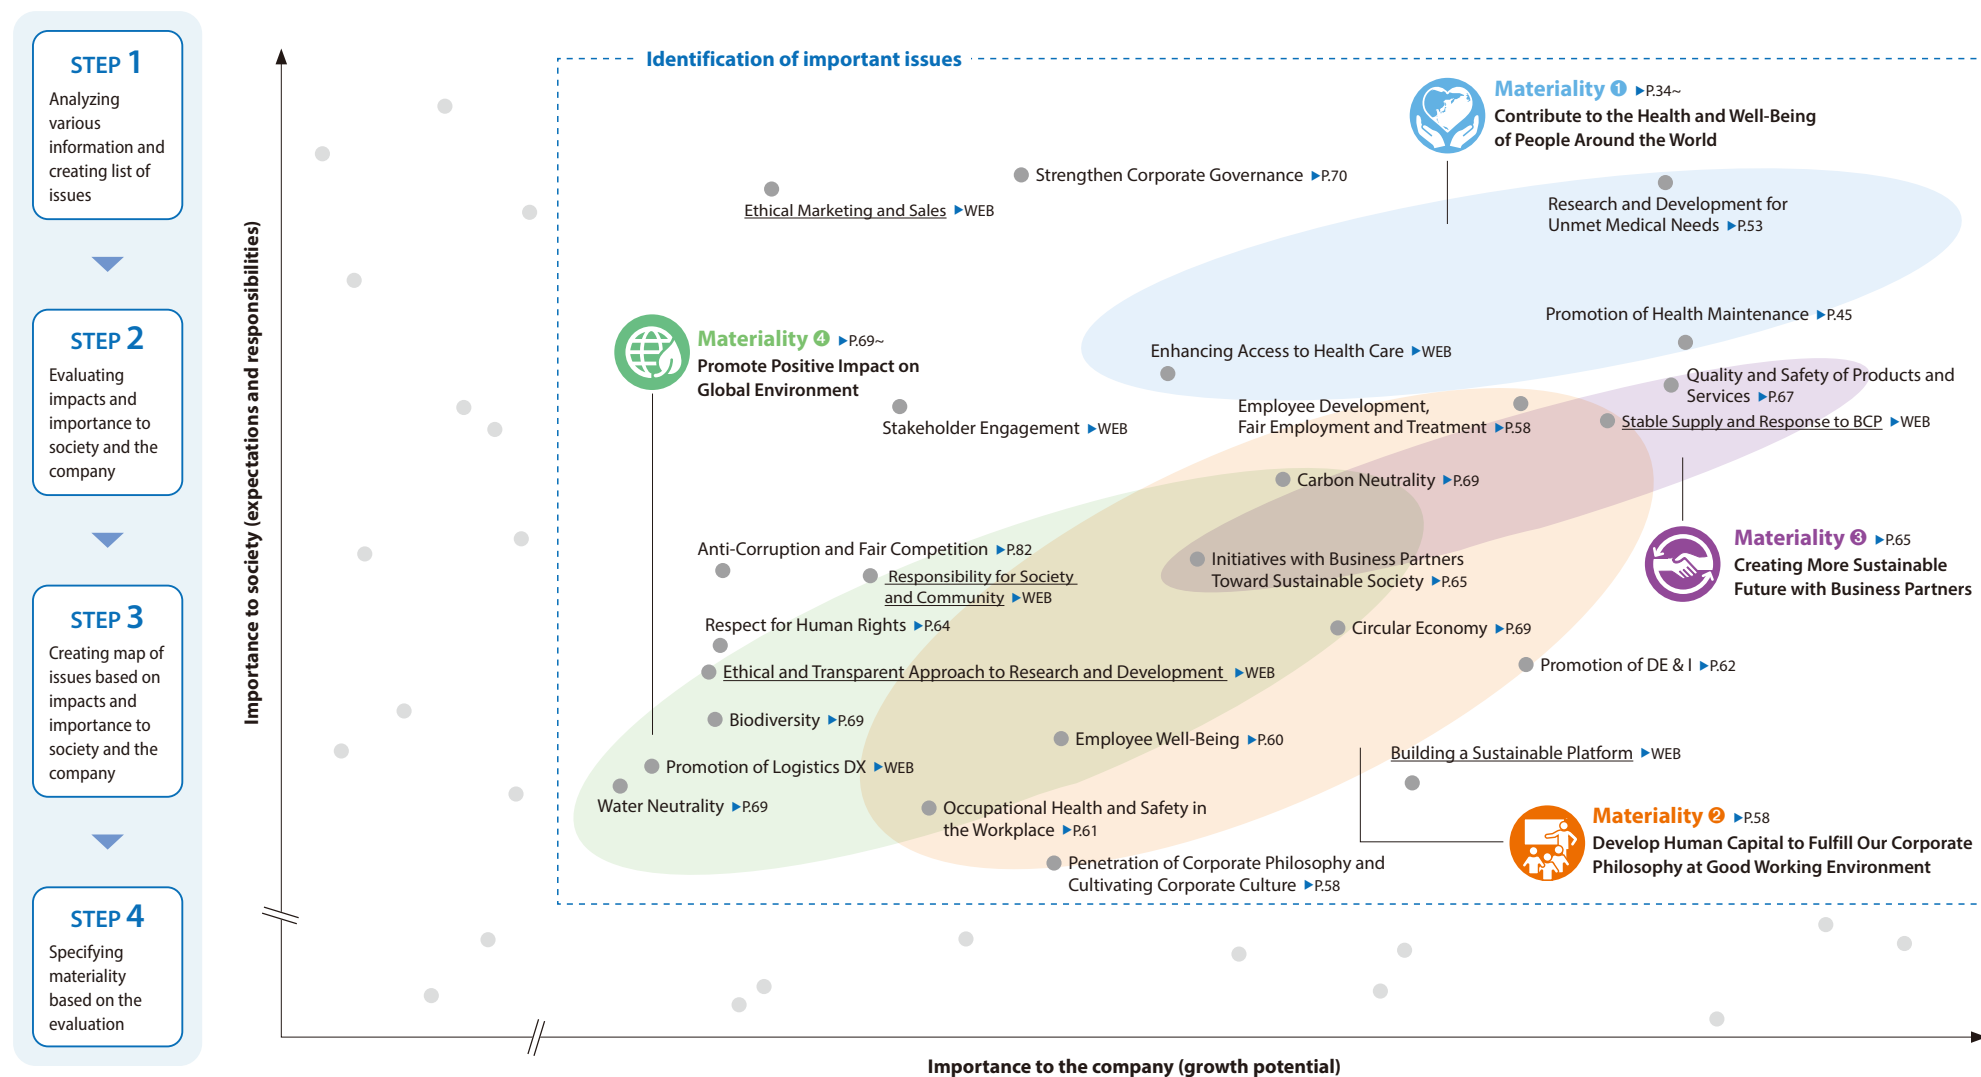 STEP 1
Analyzing
various
information and
creating list of
issues
STEP 2
Evaluating
impacts and
importance to
society and the
company
STEP 3
Creating map of
issues based on
impacts and
importance to
society and the
company
STEP 4
Specifying
materiality
based on the
evaluation
Importance to society (expectations and responsibilities)
Identification of important issues
Materiality ❶ ▶P.34~
Contribute to the Health and Well-Being
of People Around the World
Strengthen Corporate Governance ▶P.70
Ethical Marketing and Sales ▶WEB
Research and Development for
Unmet Medical Needs ▶P.53
Promotion of Health Maintenance ▶P.45
Materiality ❹ ▶P.69~
Promote Positive Impact on
Global Environment
Enhancing Access to Health Care ▶WEB
Quality and Safety of Products and
Services ▶P.67
Employee Development,
Fair Employment and Treatment ▶P.58
Stable Supply and Response to BCP ▶WEB
Stakeholder Engagement ▶WEB
Carbon Neutrality ▶P.69
Materiality ❸ ▶P.65
Creating More Sustainable
Future with Business Partners
Anti-Corruption and Fair Competition ▶P.82
Initiatives with Business Partners
Toward Sustainable Society ▶P.65
Responsibility for Society
and Community ▶WEB
Respect for Human Rights ▶P.64
Circular Economy ▶P.69
Ethical and Transparent Approach to Research and Development ▶WEB
Promotion of DE & I ▶P.62
Biodiversity ▶P.69
Employee Well-Being ▶P.60
Building a Sustainable Platform ▶WEB
Promotion of Logistics DX ▶WEB
Water Neutrality ▶P.69
Occupational Health and Safety in
the Workplace ▶P.61
Materiality ❷ ▶P.58
Develop Human Capital to Fulfill Our Corporate
Philosophy at Good Working Environment
Penetration of Corporate Philosophy and
Cultivating Corporate Culture ▶P.58
Importance to the company (growth potential)